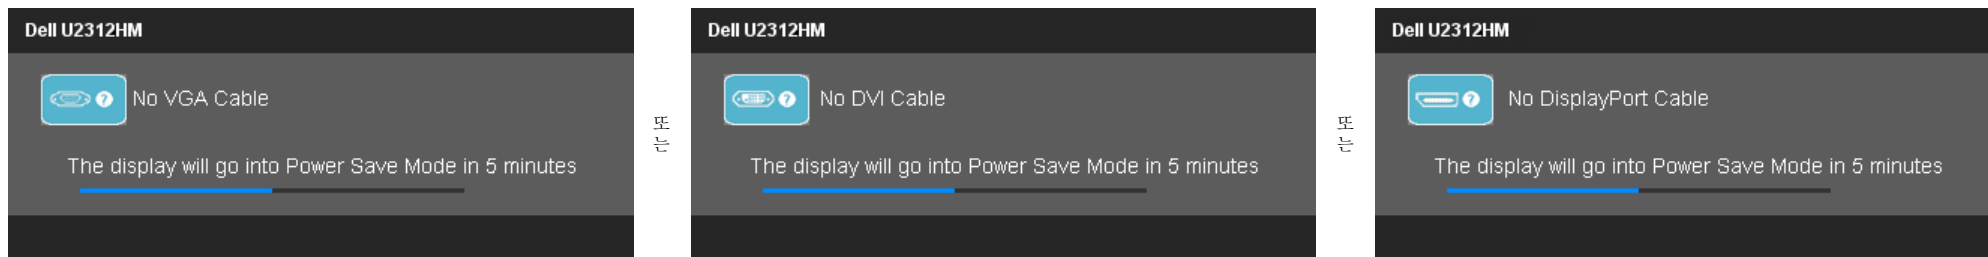 Dell U2312HM
No VGA Cable
The display will go into Power Save Mode in 5 minutes
또
는
Dell U2312HM
No DVI Cable
The display will go into Power Save Mode in 5 minutes
또
는
Dell U2312HM
No DisplayPort Cable
The display will go into Power Save Mode in 5 minutes